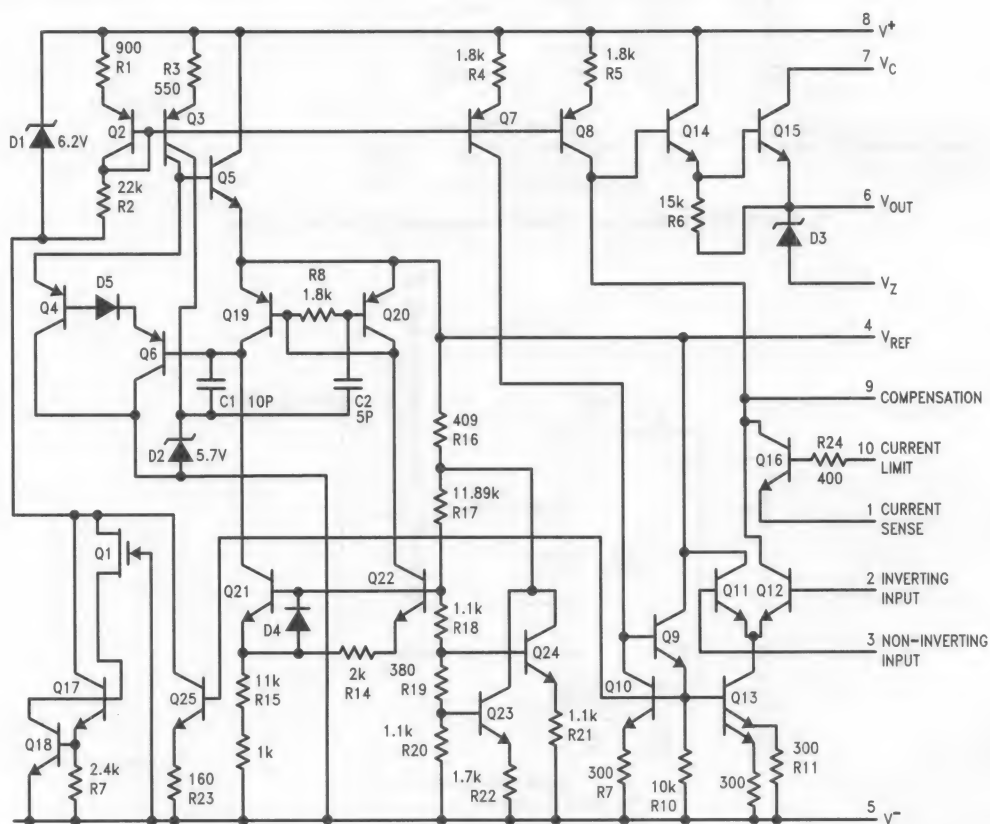 8 V+
7 VC
900
R1
R3
550
1.8k
R4
1.8k
R5
D1
6.2V
Q2
Q3
Q7
Q8
Q14
Q15
22k
R2
Q5
15k
R6
6 VOUT
D3
VZ
D5
Q4
Q6
R8
1.8k
Q19
Q20
4 VREF
C1 10P
C2
5P
D2
5.7V
409
R16
9 COMPENSATION
R24
400
Q16
10 CURRENT
LIMIT
1 CURRENT
SENSE
11.89k
R17
Q1
Q21
Q22
D4
1.1k
R18
Q11
Q12
2 INVERTING
INPUT
3 NON-INVERTING
INPUT
Q9
2k
R14
380
R19
Q24
Q17
Q25
11k
R15
Q23
Q10
Q13
Q18
1.1k
R20
1.1k
R21
2.4k
R7
160
R23
1k
1.7k
R22
300
R7
10k
R10
300
300
R11
5 V−